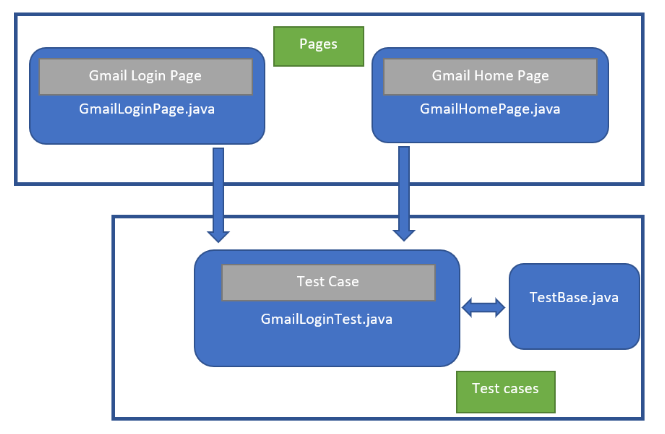 Pages
Gmail Login Page
GmailLoginPage.java
Gmail Home Page
GmailHomePage.java
Test Case
GmailLoginTest.java
TestBase.java
Test cases